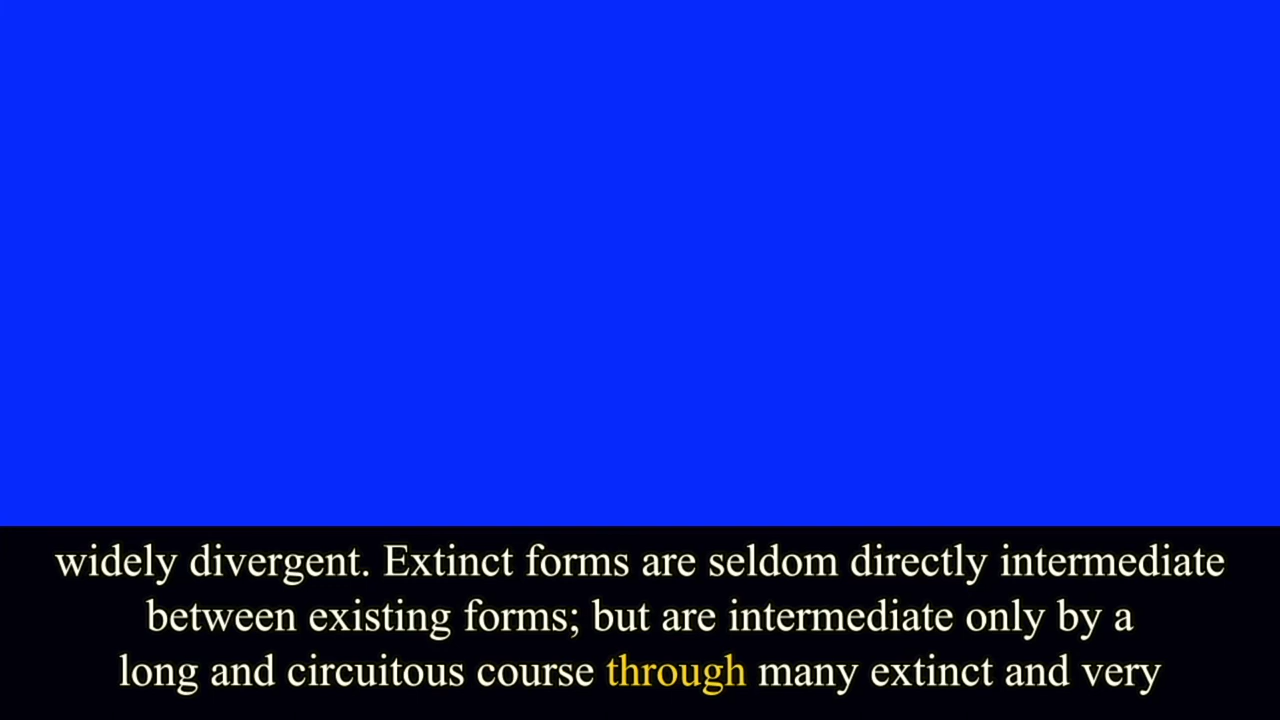 widely divergent. Extinct forms are seldom directly intermediate
between existing forms; but are intermediate only by a
long and circuitous course through many extinct and very